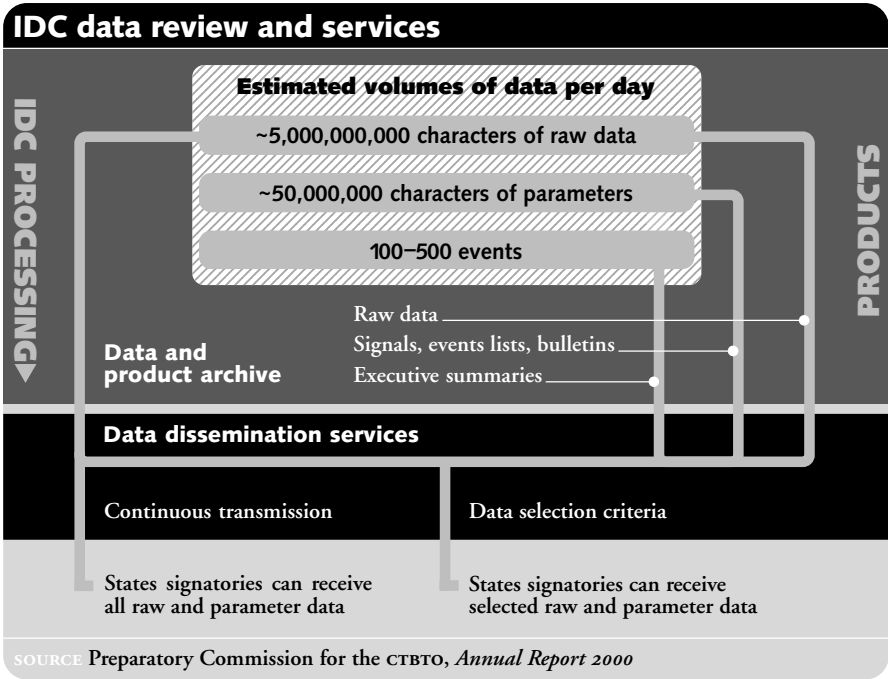 IDC data review and services
IDC PROCESSING
Estimated volumes of data per day
~5,000,000,000 characters of raw data
~50,000,000 characters of parameters
100–500 events
PRODUCTS
Raw data
Signals, events lists, bulletins
Executive summaries
Data and
product archive
Data dissemination services
Continuous transmission
Data selection criteria
States signatories can receive
all raw and parameter data
States signatories can receive
selected raw and parameter data
SOURCE Preparatory Commission for the CTBTO, Annual Report 2000